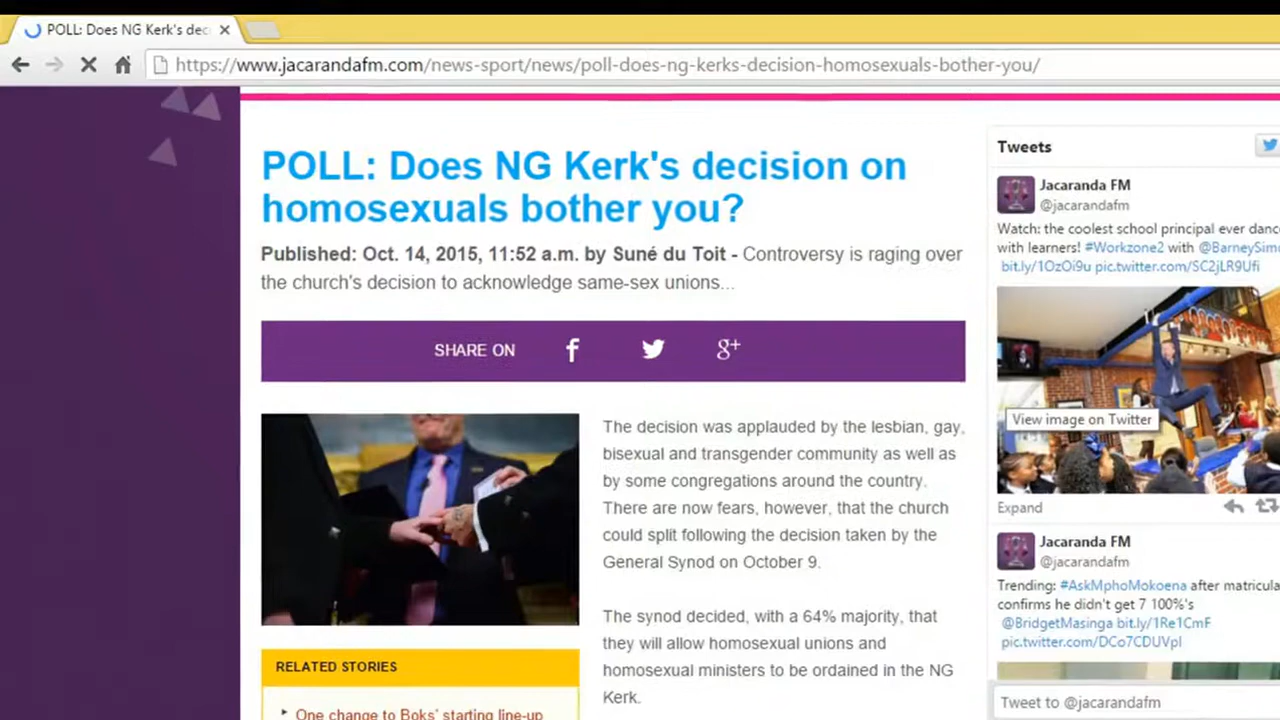 POLL: Does NG Kerk's dec
https://www.jacarandafm.com/news-sport/news/poll-does-ng-kerks-decision-homosexuals-bother-you/
POLL: Does NG Kerk's decision on
homosexuals bother you?
Published: Oct. 14, 2015, 11:52 a.m. by Suné du Toit - Controversy is raging over
the church's decision to acknowledge same-sex unions...
SHARE ON
The decision was applauded by the lesbian, gay,
bisexual and transgender community as well as
by some congregations around the country.
There are now fears, however, that the church
could split following the decision taken by the
General Synod on October 9.
The synod decided, with a 64% majority, that
they will allow homosexual unions and
homosexual ministers to be ordained in the NG
Kerk.
RELATED STORIES
One change to Boks' starting line-up
Tweets
Jacaranda FM
@jacarandafm
Watch: the coolest school principal ever danc
with learners! #Workzone2 with @BarneySim
bit.ly/1OzOi9u pic.twitter.com/SC2jLR9Ufi
View image on Twitter
Expand
Jacaranda FM
@jacarandafm
Trending: #AskMphoMokoena after matricula
confirms he didn't get 7 100%'s
@BridgetMasinga bit.ly/1Re1CmF
pic.twitter.com/DCo7CDUVpl
Tweet to @jacarandafm